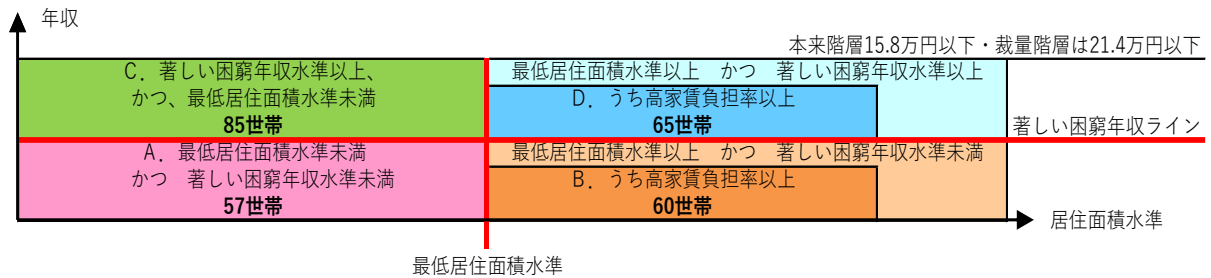 年収
本来階層15.8万円以下・裁量階層は21.4万円以下
C．著しい困窮年収水準以上、
かつ、最低居住面積水準未満
85世帯
最低居住面積水準以上　かつ　著しい困窮年収水準以上
D．うち高家賃負担率以上
65世帯
著しい困窮年収ライン
A．最低居住面積水準未満
かつ　著しい困窮年収水準未満
57世帯
最低居住面積水準以上　かつ　著しい困窮年収水準未満
B．うち高家賃負担率以上
60世帯
居住面積水準
最低居住面積水準